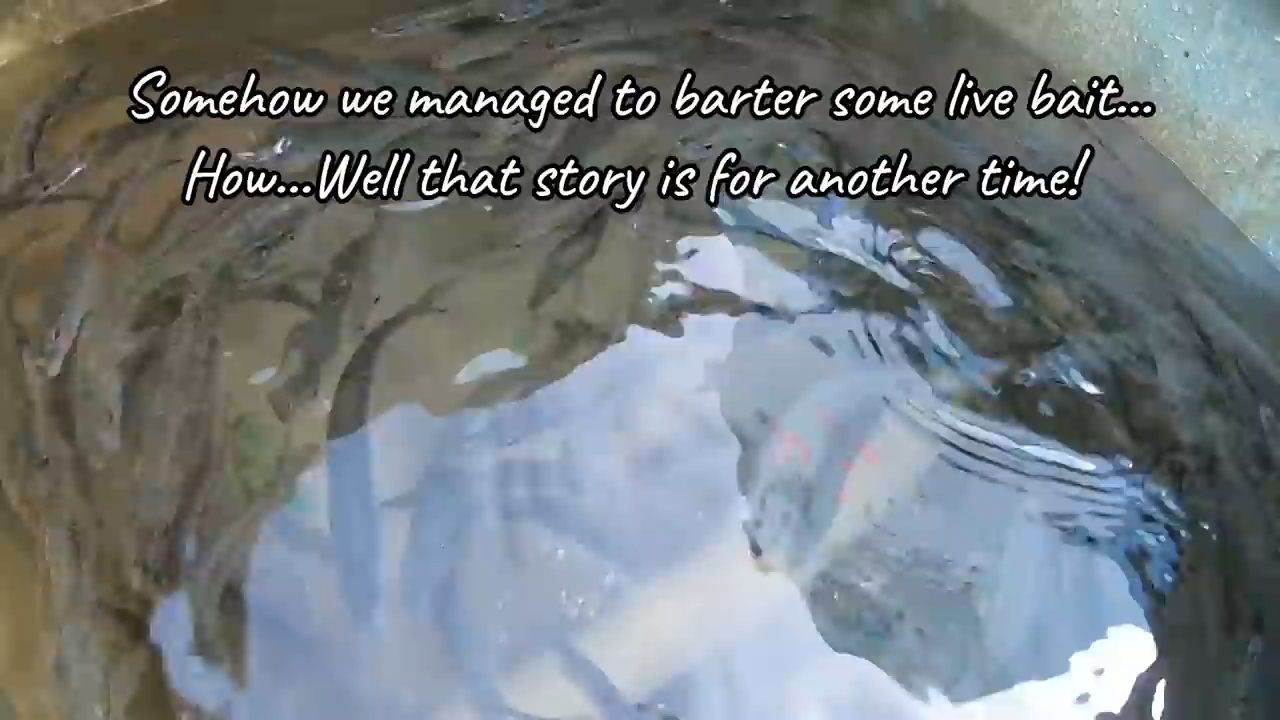 Somehow we managed to barter some live bait...
How...Well that story is for another time!